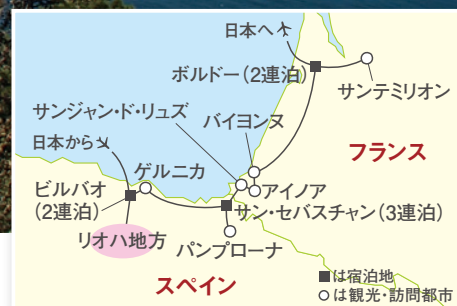 日本へ
ボルドー(2連泊)
サンテミリオン
サンジャン・ド・リュズ
バイヨンヌ
日本から
フランス
ゲルニカ
ビルバオ
(2連泊)
アイノア
サン・セバスチャン(3連泊)
リオハ地方
パンプローナ
スペイン
■は宿泊地
○は観光・訪問都市